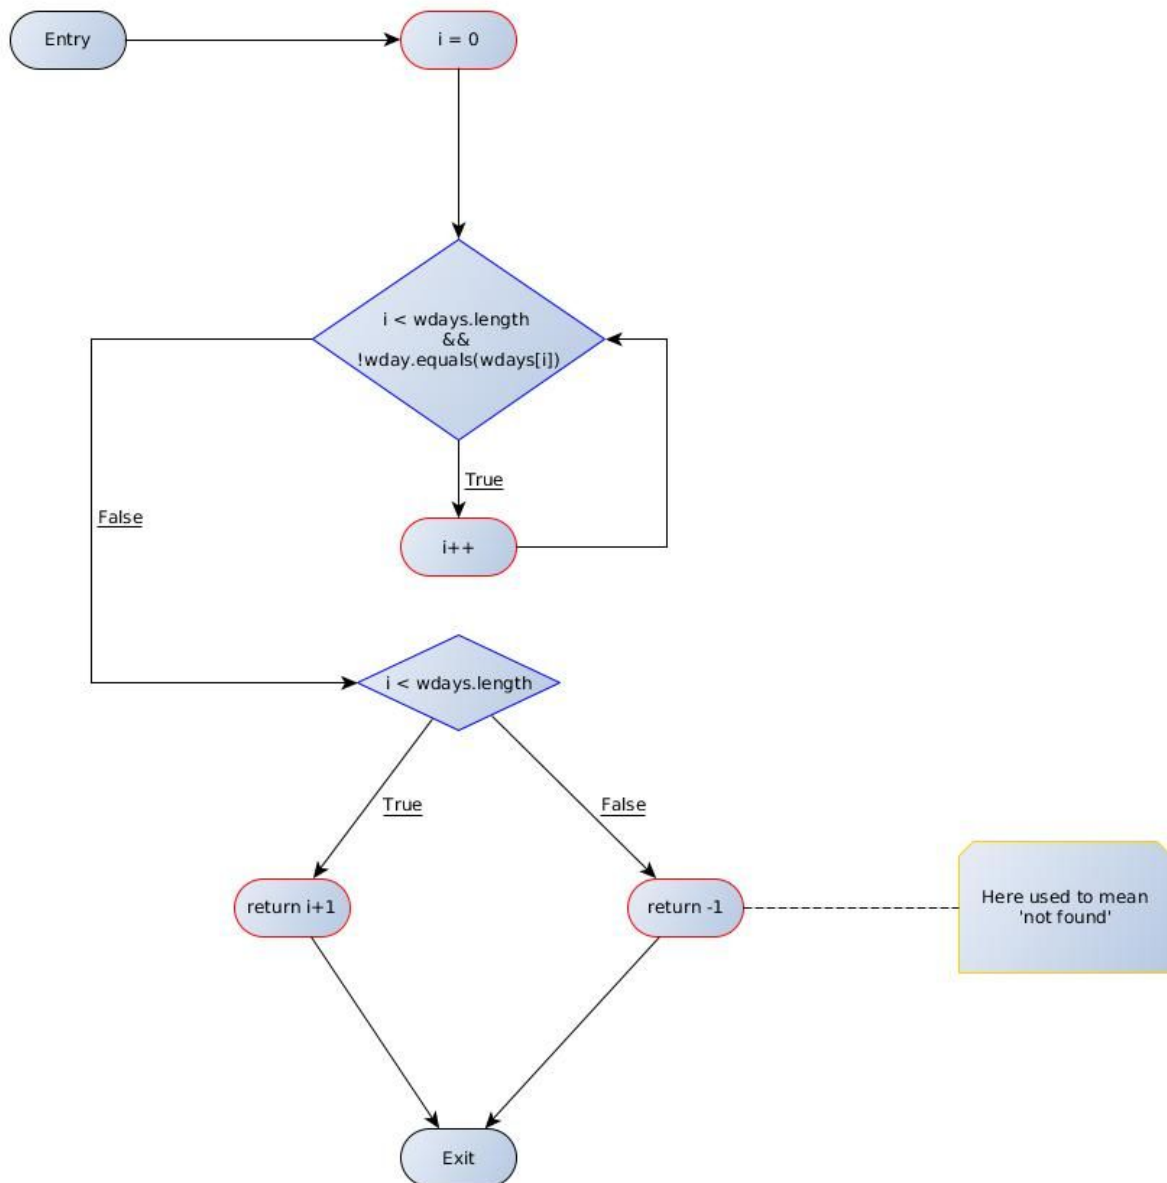 Entry
i = 0
i < wdays.length
&&
!wday.equals(wdays[i])
True
False
i++
i < wdays.length
True
False
return i+1
return -1
Here used to mean
'not found'
Exit